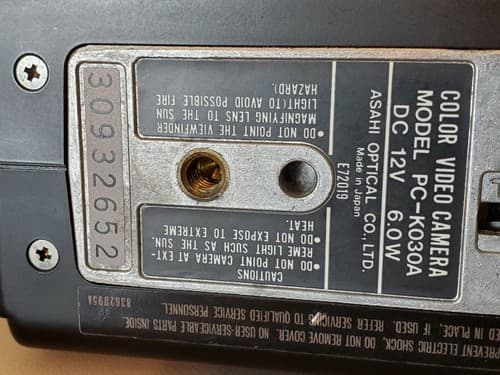 COLOR VIDEO CAMERA
MODEL PC-K030A
DC 12V 6.0W
ASAHI OPTICAL CO., LTD.
Made in Japan
E72019
CAUTIONS
• DO NOT POINT CAMERA AT EXT-
REME LIGHT SUCH AS THE SUN.
• DO NOT EXPOSE TO EXTREME
HEAT.
• DO NOT POINT THE VIEWFINDER
MAGNIFYING LENS TO THE SUN
LIGHT(TO AVOID POSSIBLE FIRE
HAZARD).
30932652
PREVENT ELECTRIC SHOCK, DO NOT REMOVE COVER. NO USER-SERVICEABLE PARTS INSIDE.
IN PLACE, IF USED. REFER SERVICING TO QUALIFIED SERVICE PERSONNEL.